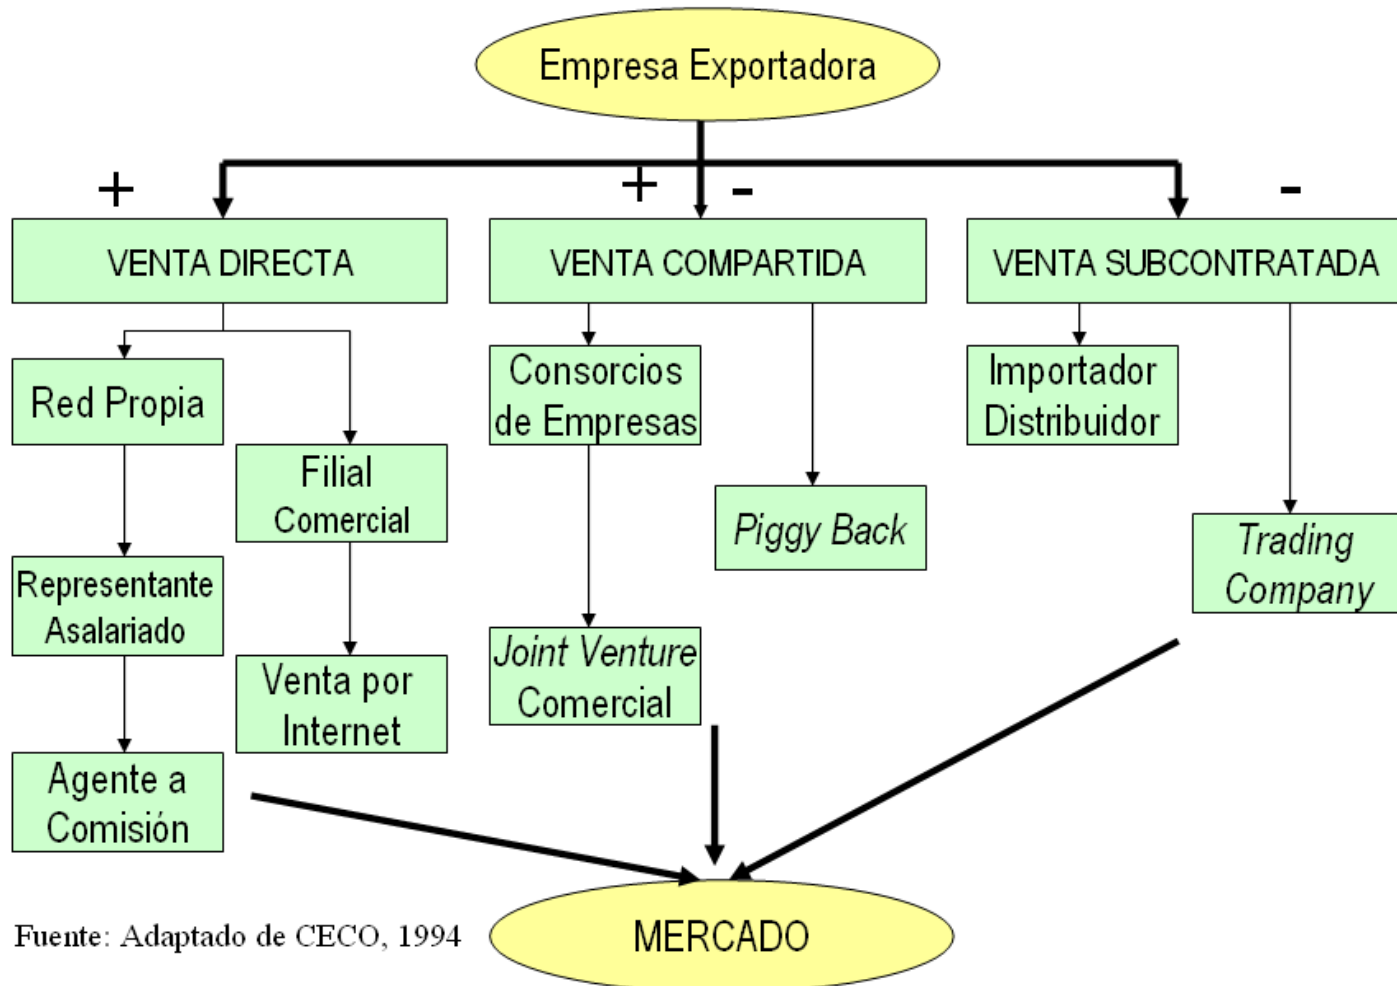 Empresa Exportadora
+
+ -
-
VENTA DIRECTA
VENTA COMPARTIDA
VENTA SUBCONTRATADA
Red Propia
Filial
Comercial
Representante
Asalariado
Venta por
Internet
Agente a
Comisión
Consorcios
de Empresas
Piggy Back
Joint Venture
Comercial
Importador
Distribuidor
Trading
Company
MERCADO
Fuente: Adaptado de CECO, 1994